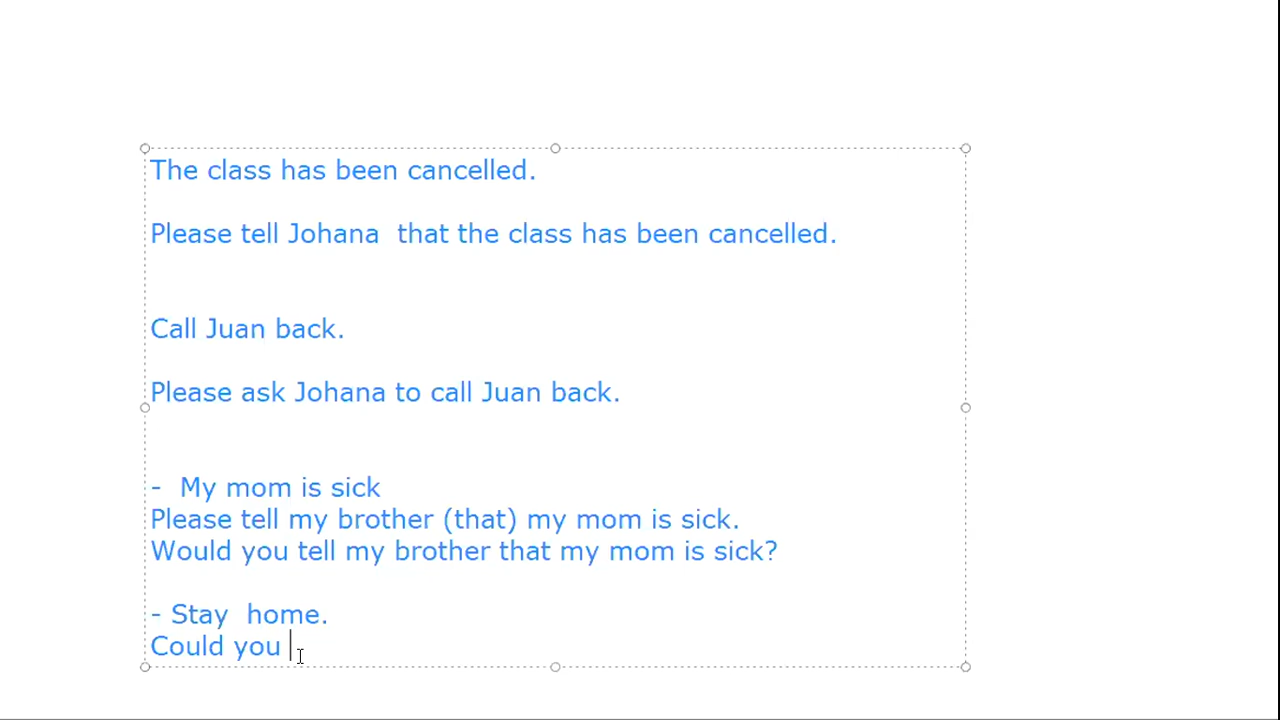 The class has been cancelled.
Please tell Johana  that the class has been cancelled.
Call Juan back.
Please ask Johana to call Juan back.
-  My mom is sick
Please tell my brother (that) my mom is sick.
Would you tell my brother that my mom is sick?
- Stay  home.
Could you